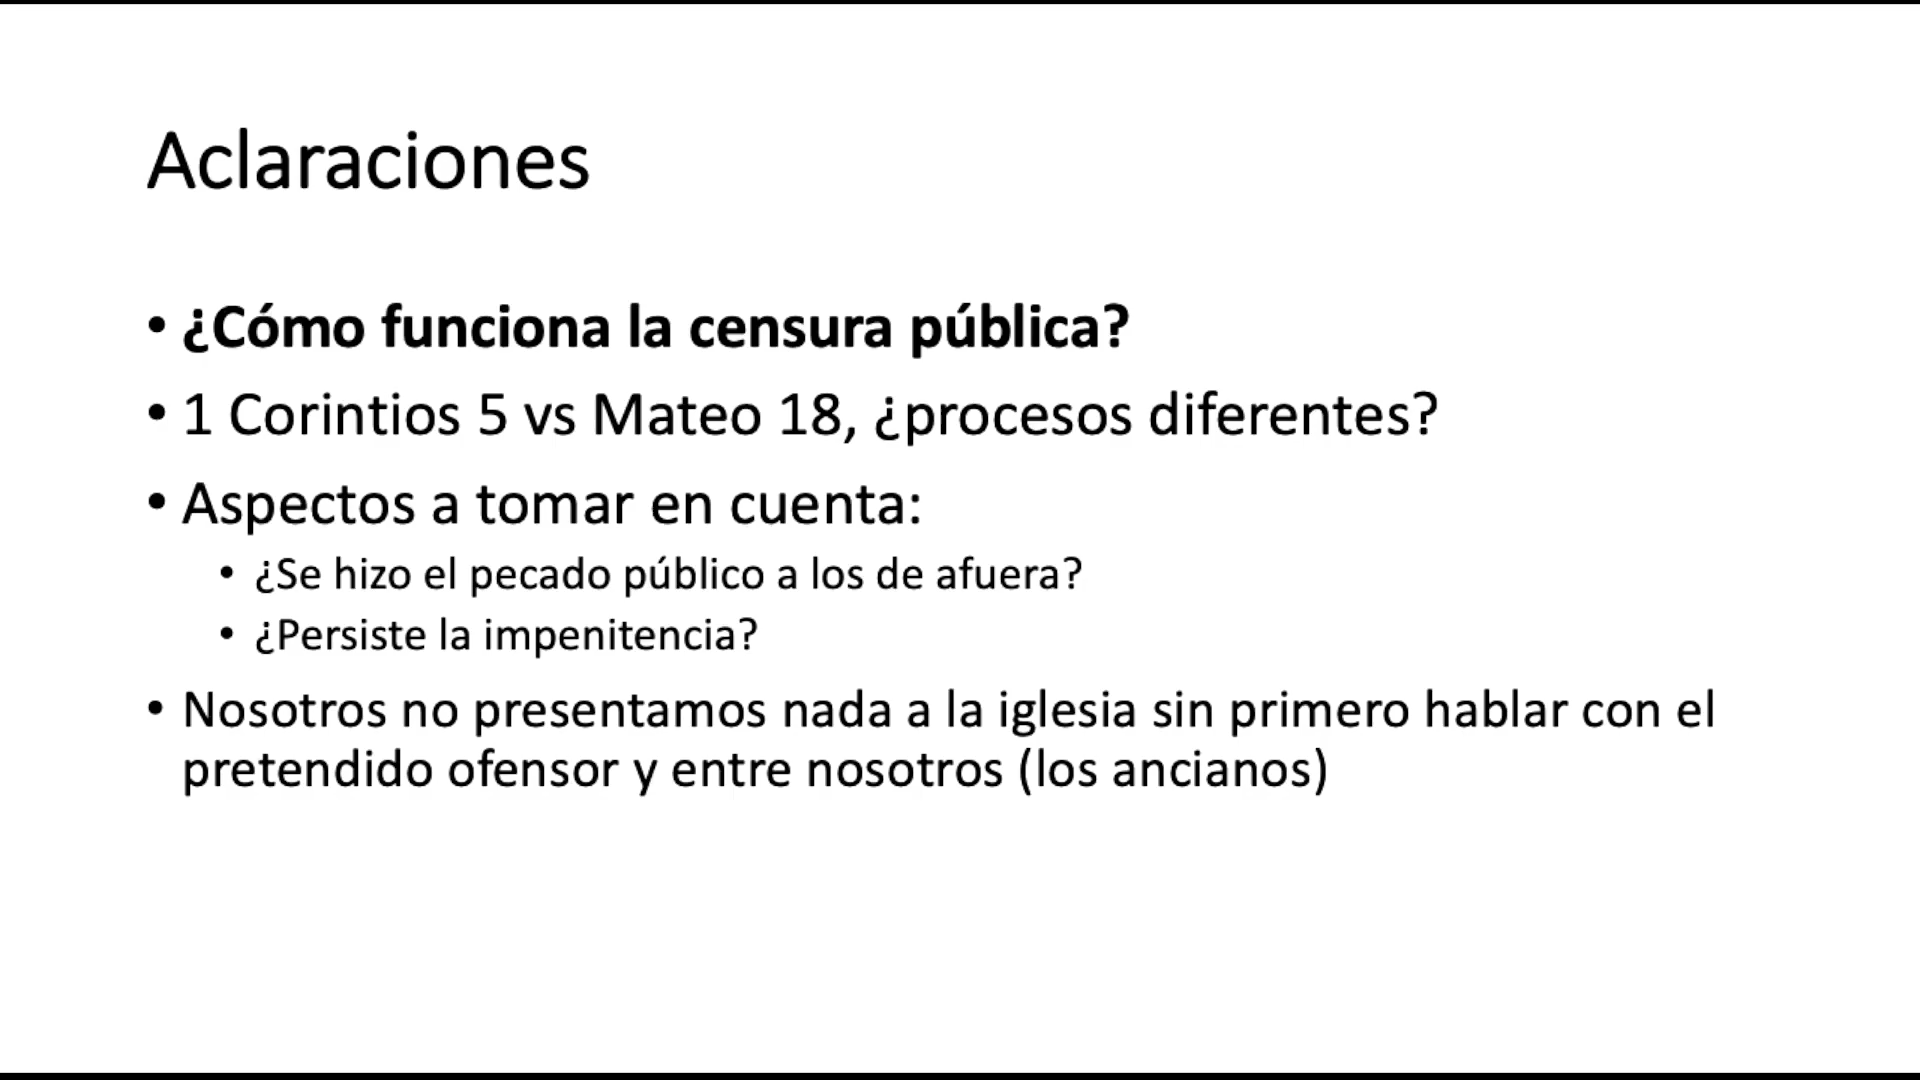 Aclaraciones
• ¿Cómo funciona la censura pública?
• 1 Corintios 5 vs Mateo 18, ¿procesos diferentes?
• Aspectos a tomar en cuenta:
• ¿Se hizo el pecado público a los de afuera?
• ¿Persiste la impenitencia?
• Nosotros no presentamos nada a la iglesia sin primero hablar con el
pretendido ofensor y entre nosotros (los ancianos)